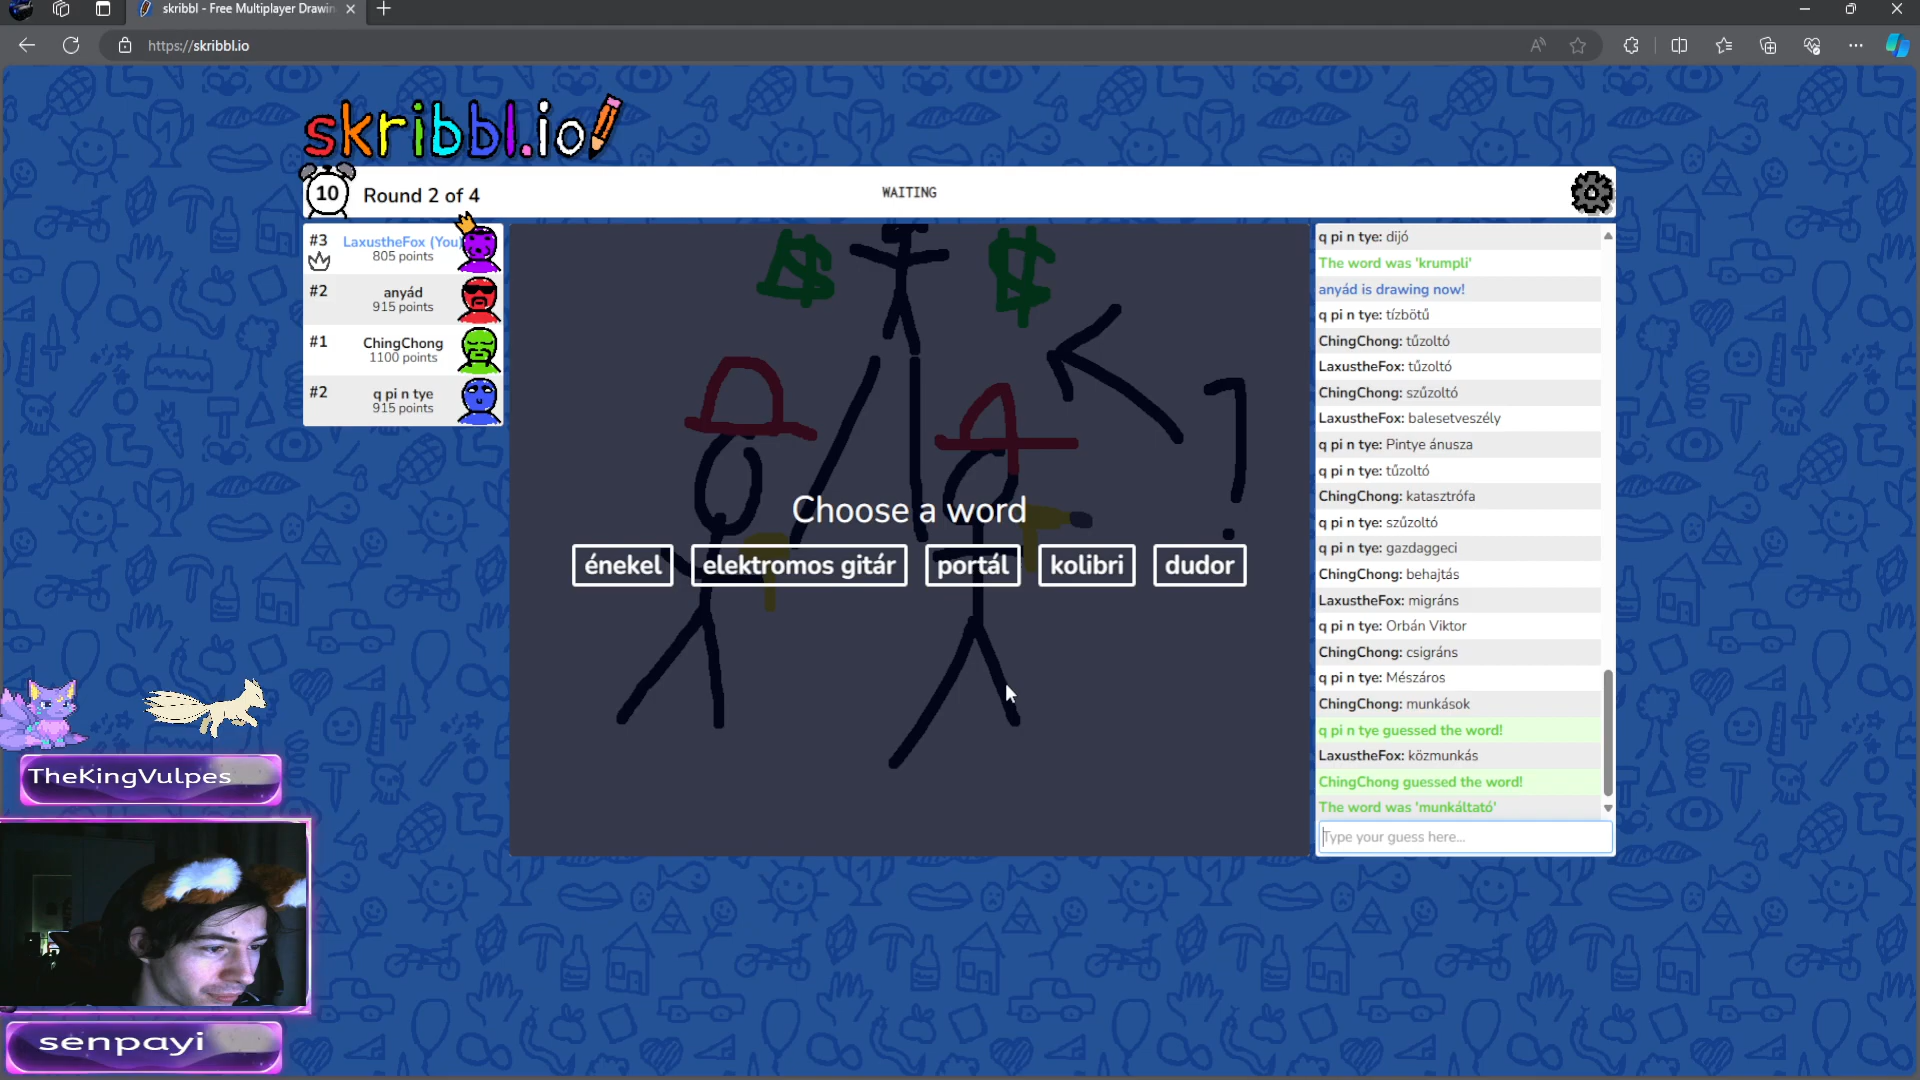 skribbl - Free Multiplayer Drawin
https://skribbl.io
skribbl.io
10
Round 2 of 4
WAITING
#3
LaxustheFox (You)
805 points
#2
anyád
915 points
#1
ChingChong
1100 points
#2
q pi n tye
915 points
$ $
?
Choose a word
énekel
elektromos gitár
portál
kolibri
dudor
q pi n tye: dijó
The word was 'krumpli'
anyád is drawing now!
q pi n tye: tízbötű
ChingChong: tűzoltó
LaxustheFox: tűzoltó
ChingChong: szűzoltó
LaxustheFox: balesetveszély
q pi n tye: Pintye ánusza
q pi n tye: tűzoltó
ChingChong: katasztrófa
q pi n tye: szűzoltó
q pi n tye: gazdaggeci
ChingChong: behajtás
LaxustheFox: migráns
q pi n tye: Orbán Viktor
ChingChong: csigráns
q pi n tye: Mészáros
ChingChong: munkások
q pi n tye guessed the word!
LaxustheFox: közmunkás
ChingChong guessed the word!
The word was 'munkáltató'
Type your guess here...
TheKingVulpes
senpayi